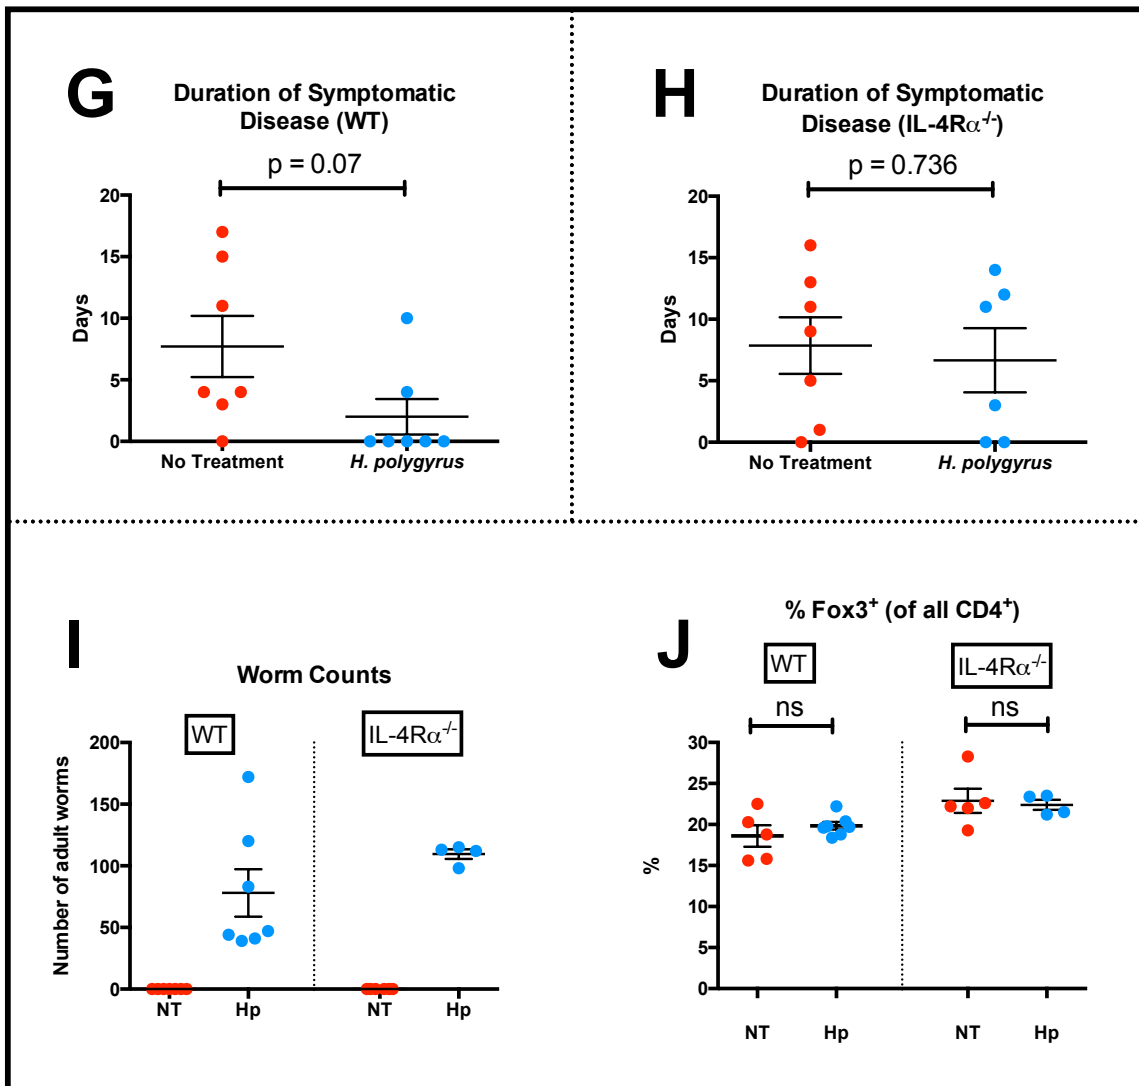 G
Duration of Symptomatic
Disease (WT)
p = 0.07
20
15
10
5
0
Days
No Treatment
H. polygyrus
H
Duration of Symptomatic
Disease (IL-4Rα-/-)
p = 0.736
20
15
10
5
0
Days
No Treatment
H. polygyrus
I
Worm Counts
WT
IL-4Rα-/-
200
150
100
50
0
Number of adult worms
NT
Hp
NT
Hp
J
% Fox3+ (of all CD4+)
WT
IL-4Rα-/-
ns
ns
30
25
20
15
10
5
0
%
NT
Hp
NT
Hp